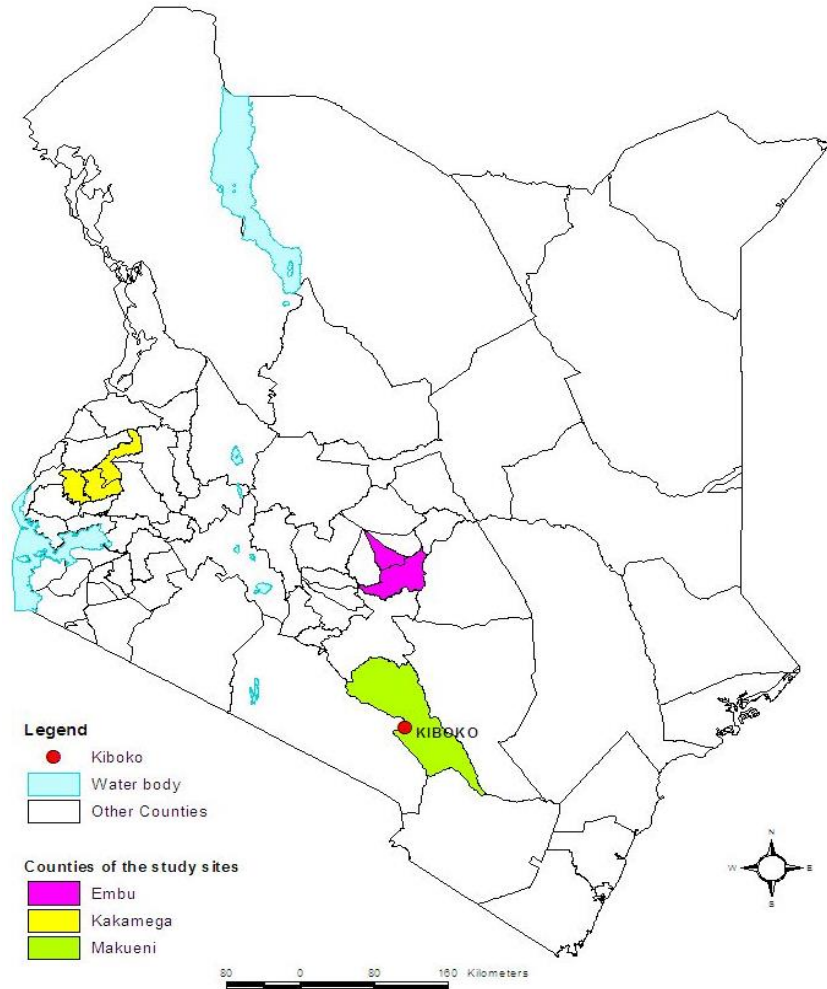 KIBOKO
Legend
Kiboko
Water body
Other Counties
Counties of the study sites
Embu
Kakamega
Makueni
N
W E
S
80 0 80 160 Kilometers